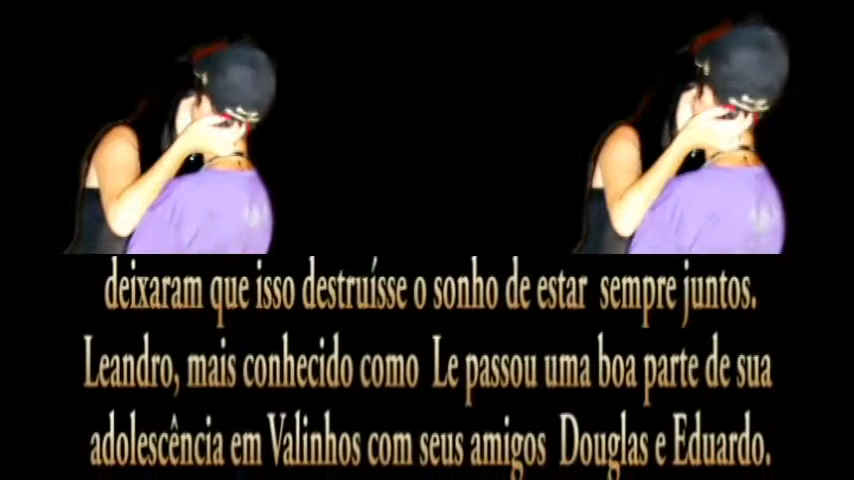 deixaram que isso destruísse o sonho de estar sempre juntos.
Leandro, mais conhecido como Le passou uma boa parte de sua
adolescência em Valinhos com seus amigos Douglas e Eduardo.